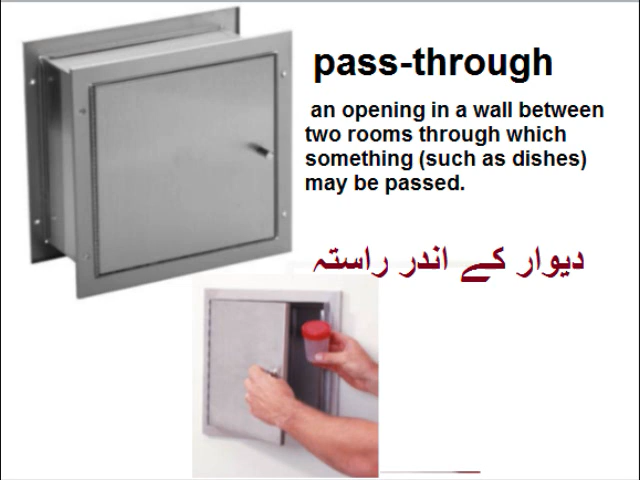 pass-through
an opening in a wall between
two rooms through which
something (such as dishes)
may be passed.
دیوار کے اندر راستہ